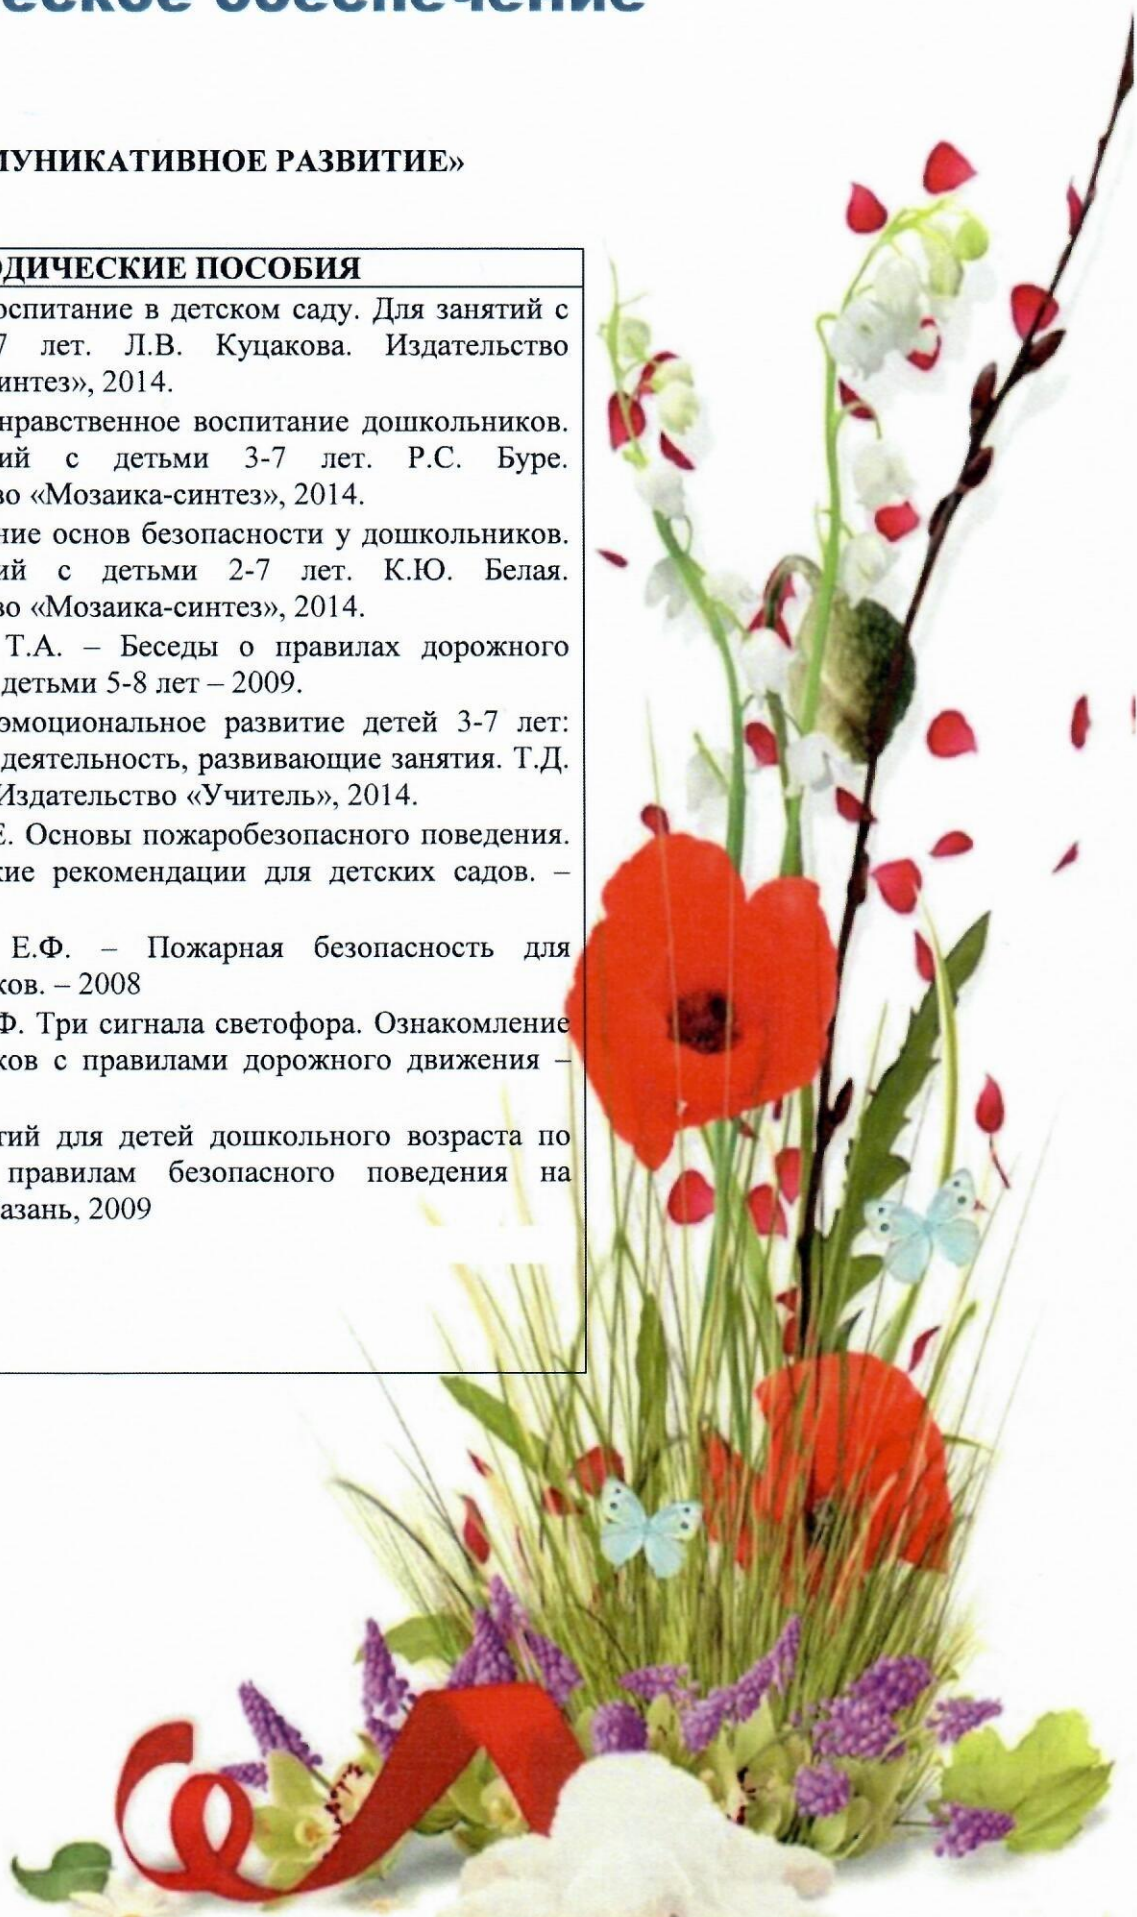 еское обеспечение
МУНИКАТИВНОЕ РАЗВИТИЕ»
ОДИЧЕСКИЕ ПОСОБИЯ
оспитание в детском саду. Для занятий с
7 лет. Л.В. Куцакова. Издательство
интез», 2014.
нравственное воспитание дошкольников.
ий с детьми 3-7 лет. Р.С. Буре.
во «Мозаика-синтез», 2014.
ние основ безопасности у дошкольников.
ий с детьми 2-7 лет. К.Ю. Белая.
во «Мозаика-синтез», 2014.
Т.А. – Беседы о правилах дорожного
детьми 5-8 лет – 2009.
эмоциональное развитие детей 3-7 лет:
деятельность, развивающие занятия. Т.Д.
Издательство «Учитель», 2014.
Е. Основы пожаробезопасного поведения.
кие рекомендации для детских садов. –
Е.Ф. – Пожарная безопасность для
ков. – 2008
Ф. Три сигнала светофора. Ознакомление
ков с правилами дорожного движения –
тий для детей дошкольного возраста по
правилам безопасного поведения на
азань, 2009